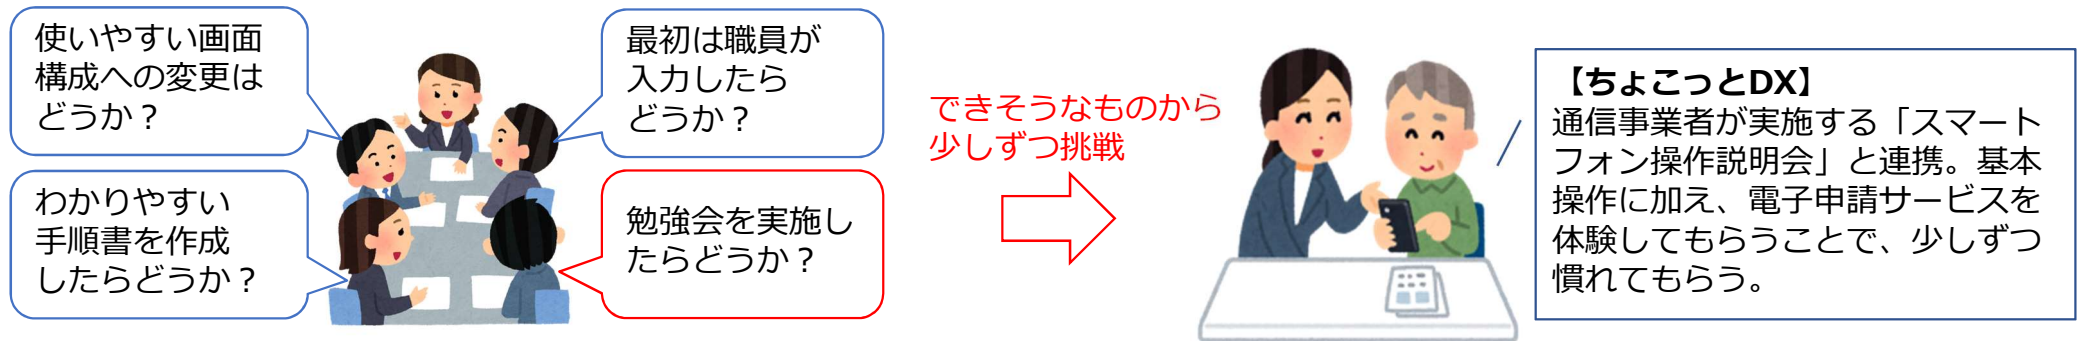 使いやすい画面
構成への変更は
どうか？
最初は職員が
入力したら
どうか？
わかりやすい
手順書を作成
したらどうか？
勉強会を実施し
たらどうか？
できそうなものから
少しずつ挑戦
【ちょこっとDX】
通信事業者が実施する「スマート
フォン操作説明会」と連携。基本
操作に加え、電子申請サービスを
体験してもらうことで、少しずつ
慣れてもらう。